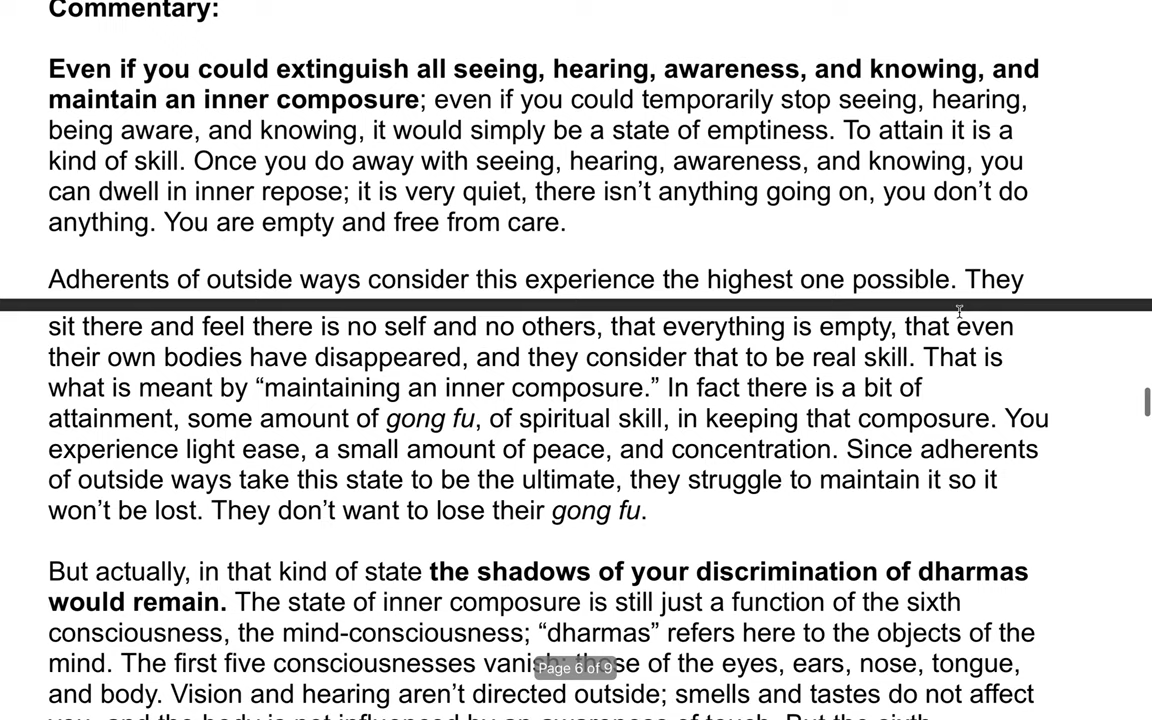 Commentary:
Even if you could extinguish all seeing, hearing, awareness, and knowing, and
maintain an inner composure; even if you could temporarily stop seeing, hearing,
being aware, and knowing, it would simply be a state of emptiness. To attain it is a
kind of skill. Once you do away with seeing, hearing, awareness, and knowing, you
can dwell in inner repose; it is very quiet, there isn’t anything going on, you don’t do
anything. You are empty and free from care.
Adherents of outside ways consider this experience the highest one possible. They
sit there and feel there is no self and no others, that everything is empty, that even
their own bodies have disappeared, and they consider that to be real skill. That is
what is meant by “maintaining an inner composure.” In fact there is a bit of
attainment, some amount of gong fu, of spiritual skill, in keeping that composure. You
experience light ease, a small amount of peace, and concentration. Since adherents
of outside ways take this state to be the ultimate, they struggle to maintain it so it
won’t be lost. They don’t want to lose their gong fu.
But actually, in that kind of state the shadows of your discrimination of dharmas
would remain. The state of inner composure is still just a function of the sixth
consciousness, the mind-consciousness; “dharmas” refers here to the objects of the
mind. The first five consciousnesses of the eyes, ears, nose, tongue,
Page 6 of 9
and body. Vision and hearing aren’t directed outside; smells and tastes do not affect